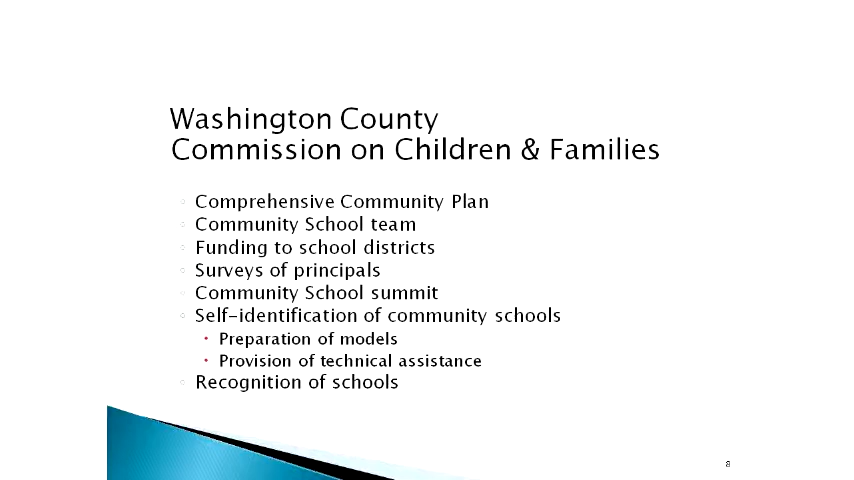 Washington County
Commission on Children & Families
Comprehensive Community Plan
Community School team
Funding to school districts
Surveys of principals
Community School summit
Self-identification of community schools
Preparation of models
Provision of technical assistance
Recognition of schools
8